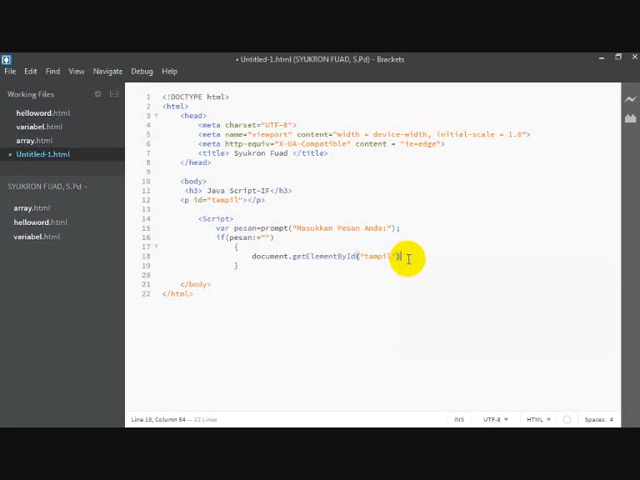 • Untitled-1.html (SYUKRON FUAD, S.Pd) - Brackets
File Edit Find View Navigate Debug Help
Working Files
helloword.html
variabel.html
array.html
• Untitled-1.html
SYUKRON FUAD, S.Pd
array.html
helloword.html
variabel.html
1 <!DOCTYPE html>
2 <html>
3 <head>
4 <meta charset="UTF-8">
5 <meta name="viewport" content="width = device-width, initial-scale = 1.0">
6 <meta http-equiv="X-UA-Compatible" content = "ie=edge">
7 <title> Syukron Fuad </title>
8 </head>
9
10 <body>
11 <h3> Java Script-IF</h3>
12 <p id="tampil"></p>
13
14 <Script>
15 var pesan=prompt("Masukkan Pesan Anda:");
16 if(pesan!="")
17 {
18 document.getElementById("tampil")
19 }
20
21 </body>
22 </html>
Line 18, Column 54 — 22 Lines
INS UTF-8 HTML Spaces: 4